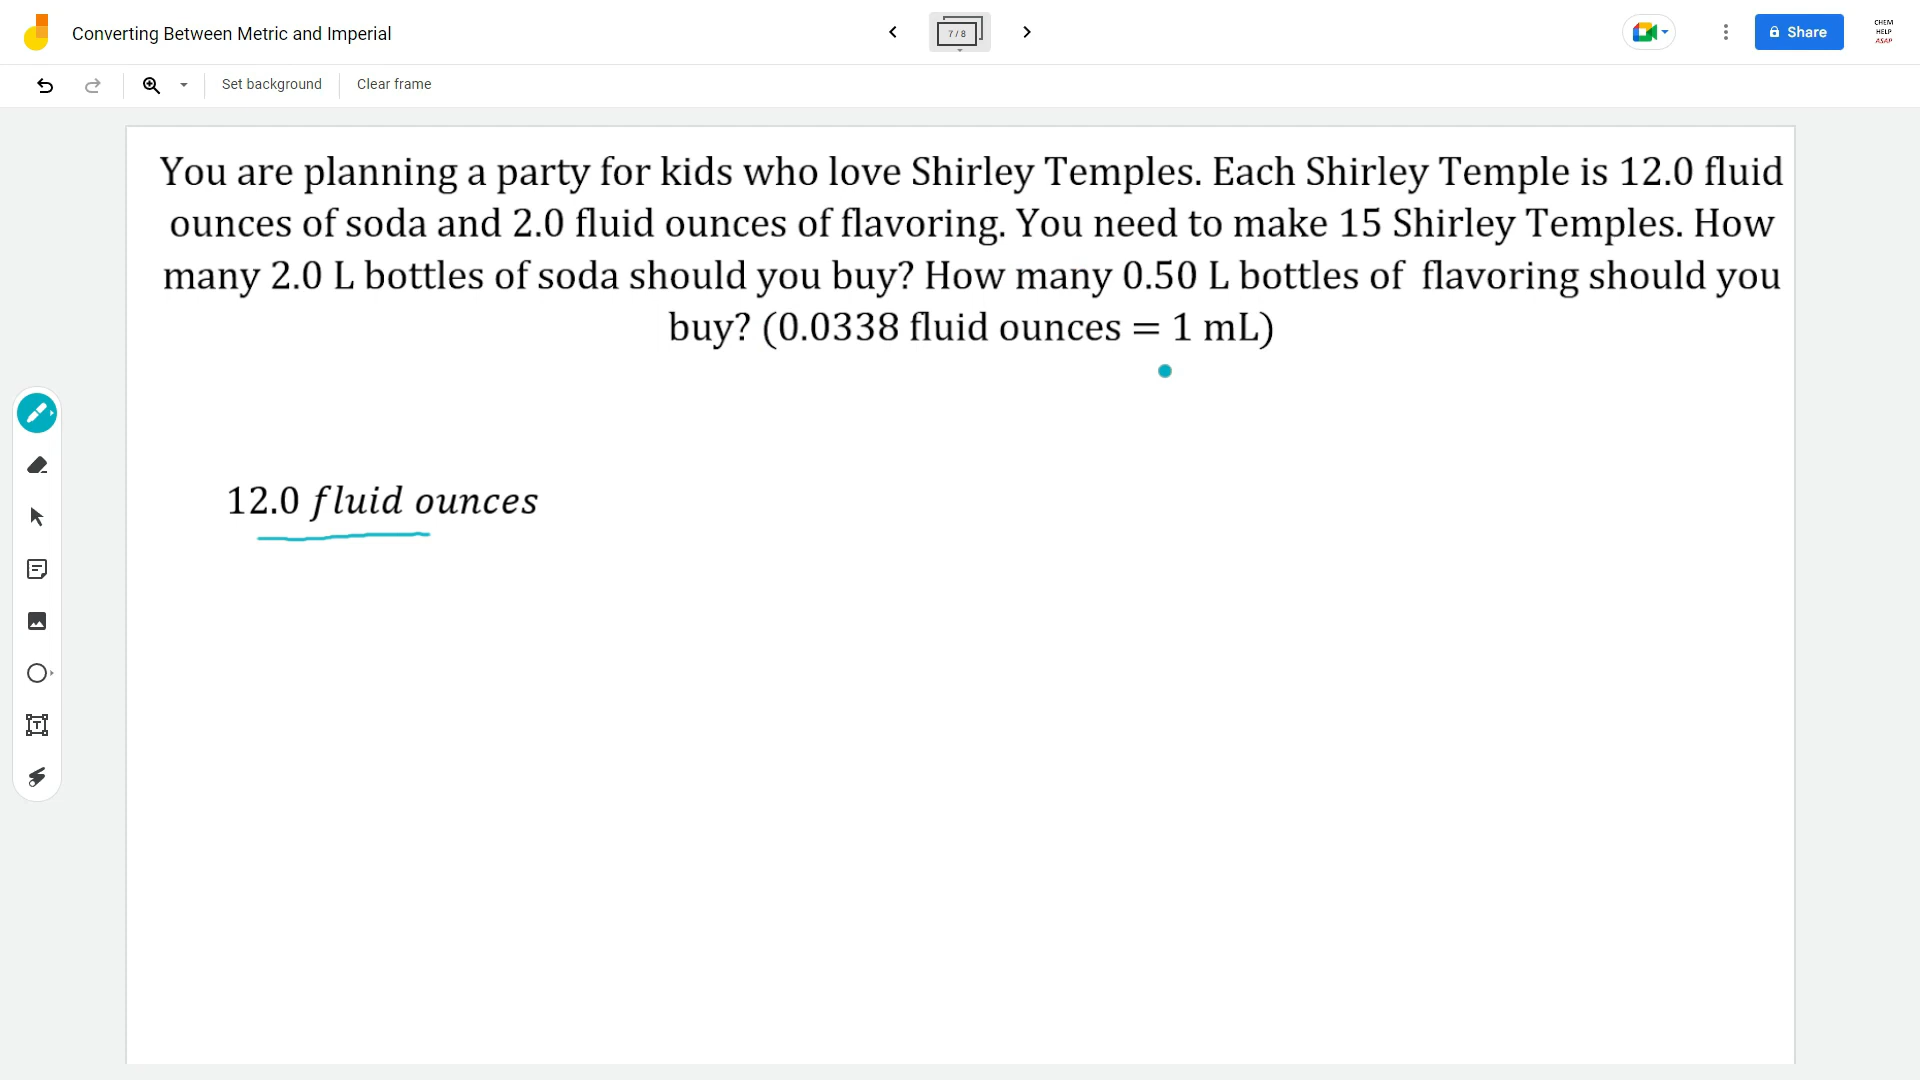 Converting Between Metric and Imperial
7 / 8
Share
CHEM
HELP
ASAP
Set background
Clear frame
You are planning a party for kids who love Shirley Temples. Each Shirley Temple is 12.0 fluid
ounces of soda and 2.0 fluid ounces of flavoring. You need to make 15 Shirley Temples. How
many 2.0 L bottles of soda should you buy? How many 0.50 L bottles of flavoring should you
buy? (0.0338 fluid ounces = 1 mL)
12.0 fluid ounces
T